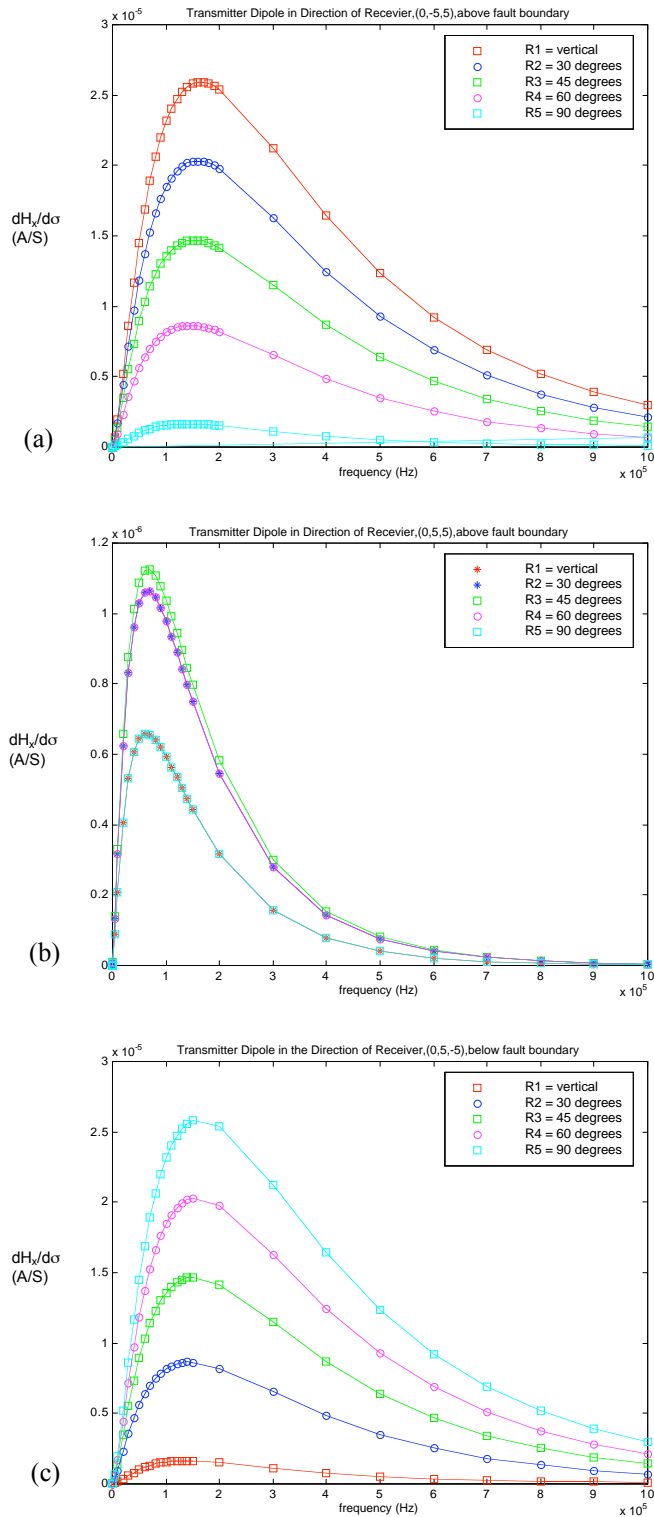 Transmitter Dipole in Direction of Recevier,(0,-5,5),above fault boundary
x 10⁻⁵
3
2.5
2
1.5
1
0.5
0
dHₓ/dσ
(A/S)
R1 = vertical
R2 = 30 degrees
R3 = 45 degrees
R4 = 60 degrees
R5 = 90 degrees
0 1 2 3 4 5 6 7 8 9 10
frequency (Hz)
x 10⁵
(a)
Transmitter Dipole in Direction of Recevier,(0,5,5),above fault boundary
x 10⁻⁶
1.2
1
0.8
0.6
0.4
0.2
0
dHₓ/dσ
(A/S)
R1 = vertical
R2 = 30 degrees
R3 = 45 degrees
R4 = 60 degrees
R5 = 90 degrees
0 1 2 3 4 5 6 7 8 9 10
frequency (Hz)
x 10⁵
(b)
Transmitter Dipole in the Direction of Receiver,(0,5,-5),below fault boundary
x 10⁻⁵
3
2.5
2
1.5
1
0.5
0
dHₓ/dσ
(A/S)
R1 = vertical
R2 = 30 degrees
R3 = 45 degrees
R4 = 60 degrees
R5 = 90 degrees
0 1 2 3 4 5 6 7 8 9 10
frequency (Hz)
x 10⁵
(c)